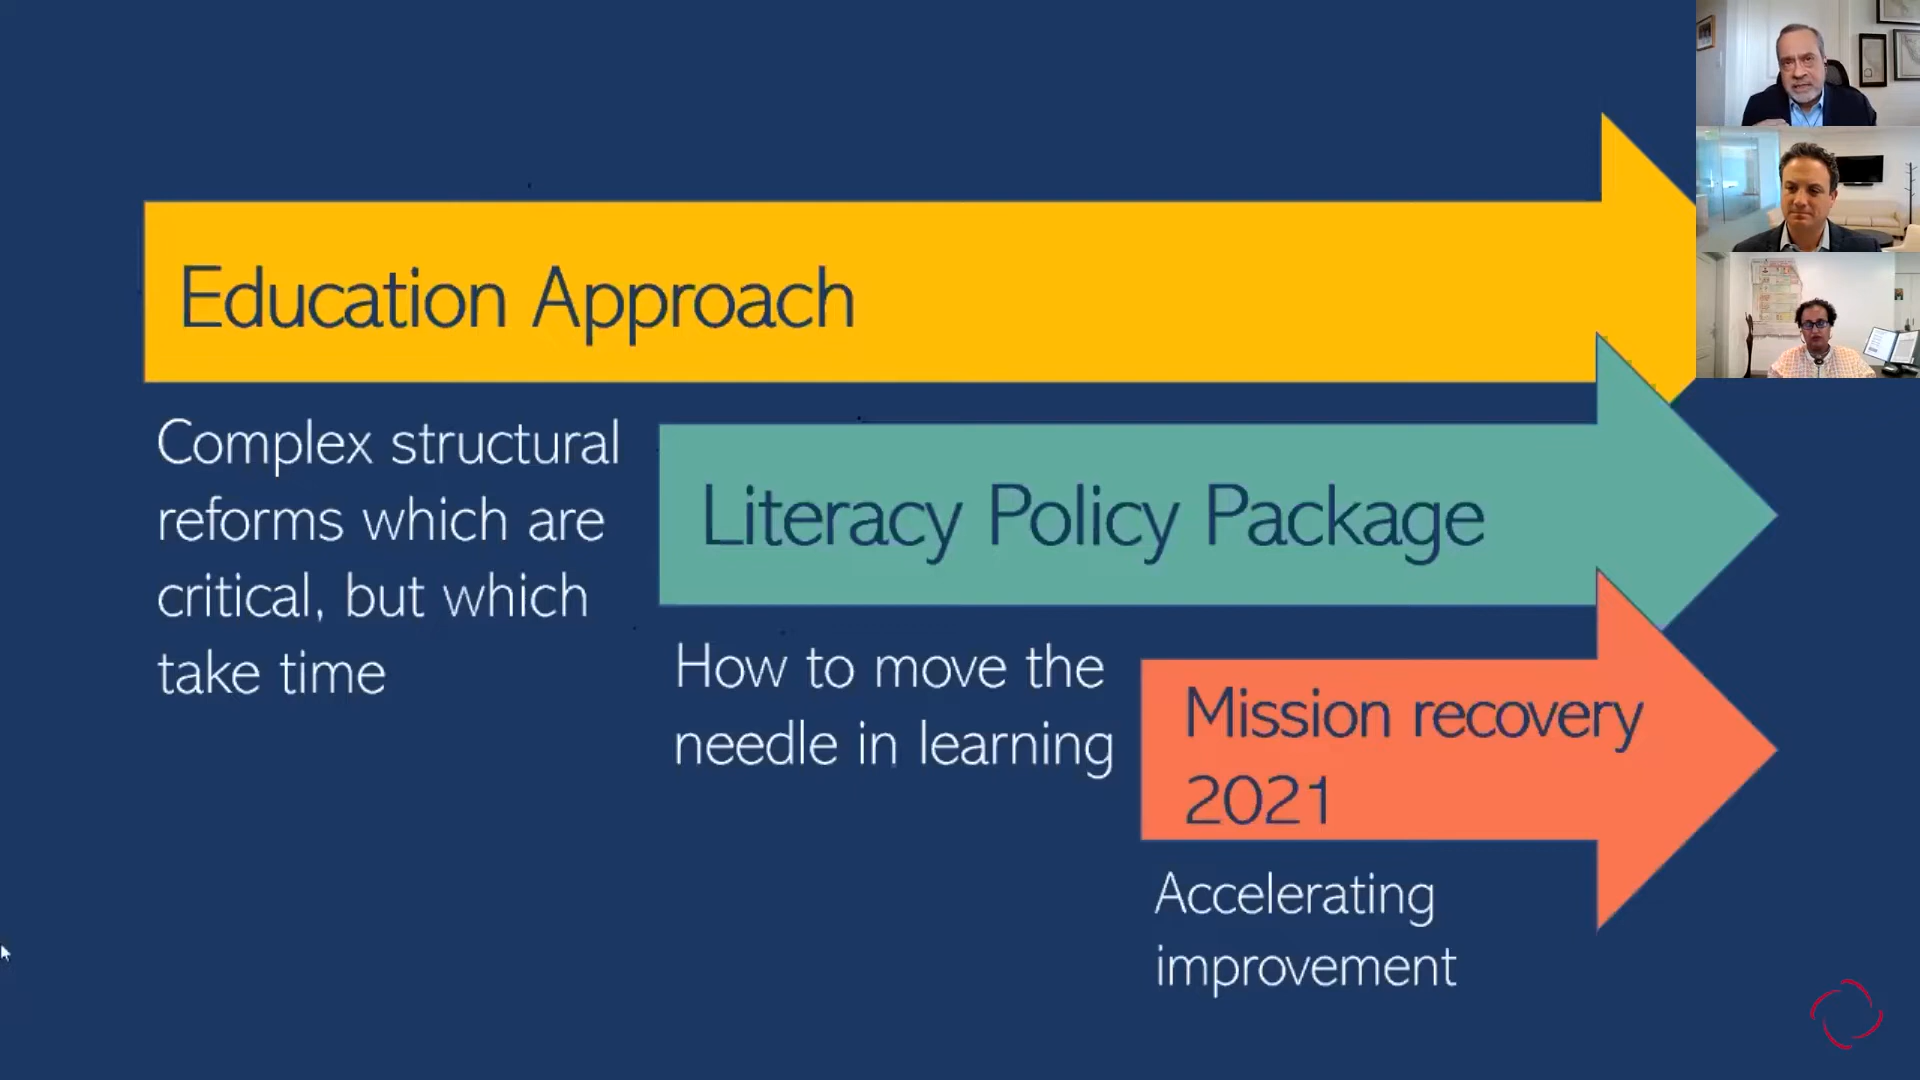 Education Approach
Complex structural
reforms which are
critical, but which
take time
Literacy Policy Package
How to move the
needle in learning
Mission recovery
2021
Accelerating
improvement